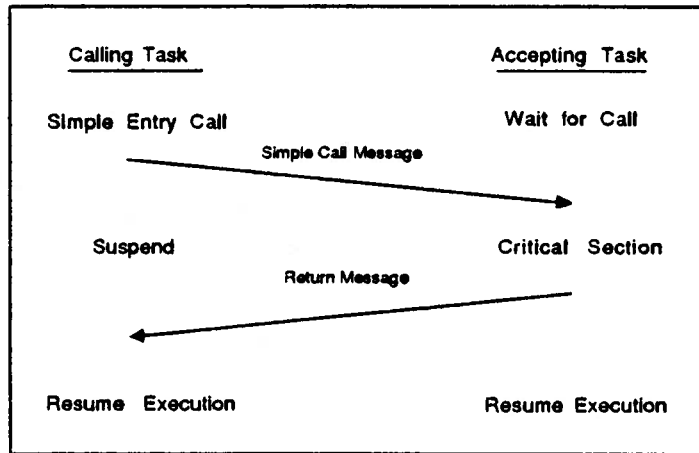 Calling Task
Accepting Task
Simple Entry Call
Wait for Call
Simple Call Message
Suspend
Critical Section
Return Message
Resume Execution
Resume Execution